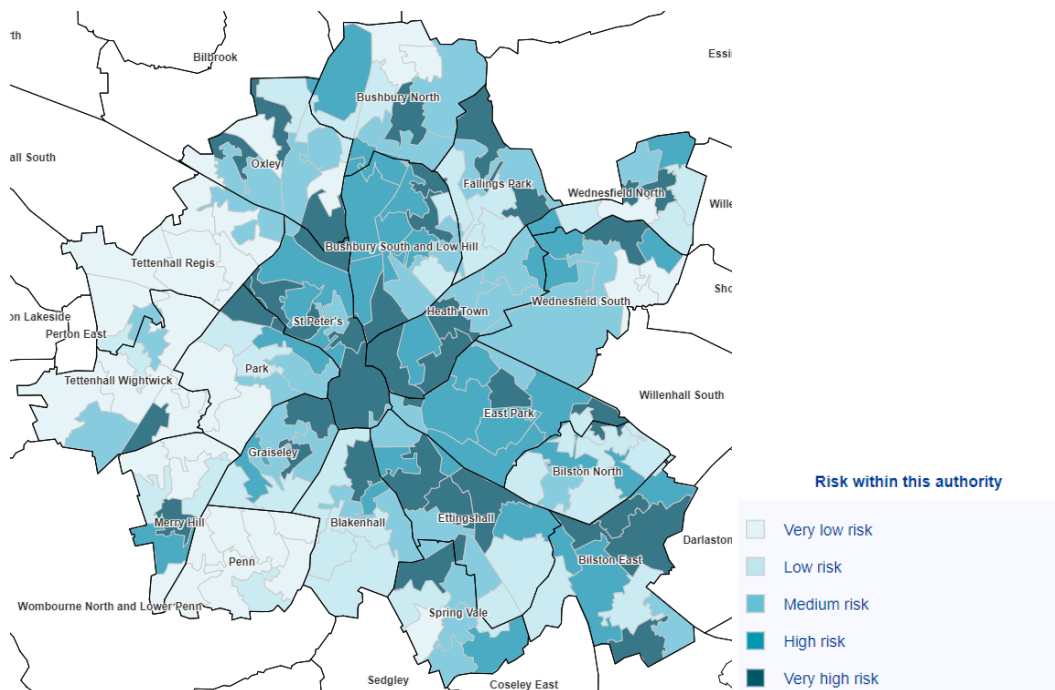 rth
Bilbrook
Essi
Bushbury North
all South
Oxley
Fallings Park
Wednesfield North
Wille
Bushbury South and Low Hill
Tettenhall Regis
Sho
Wednesfield South
on Lakeside
St Peter's
Heath Town
Perton East
Park
Tettenhall Wightwick
Willenhall South
East Park
Graiseley
Bilston North
Risk within this authority
Merry Hill
Blakenhall
Ettingshall
Very low risk
Darlaston
Penn
Bilston East
Low risk
Wombourne North and Lower Penn
Spring Vale
Medium risk
High risk
Sedgley
Coseley East
Very high risk